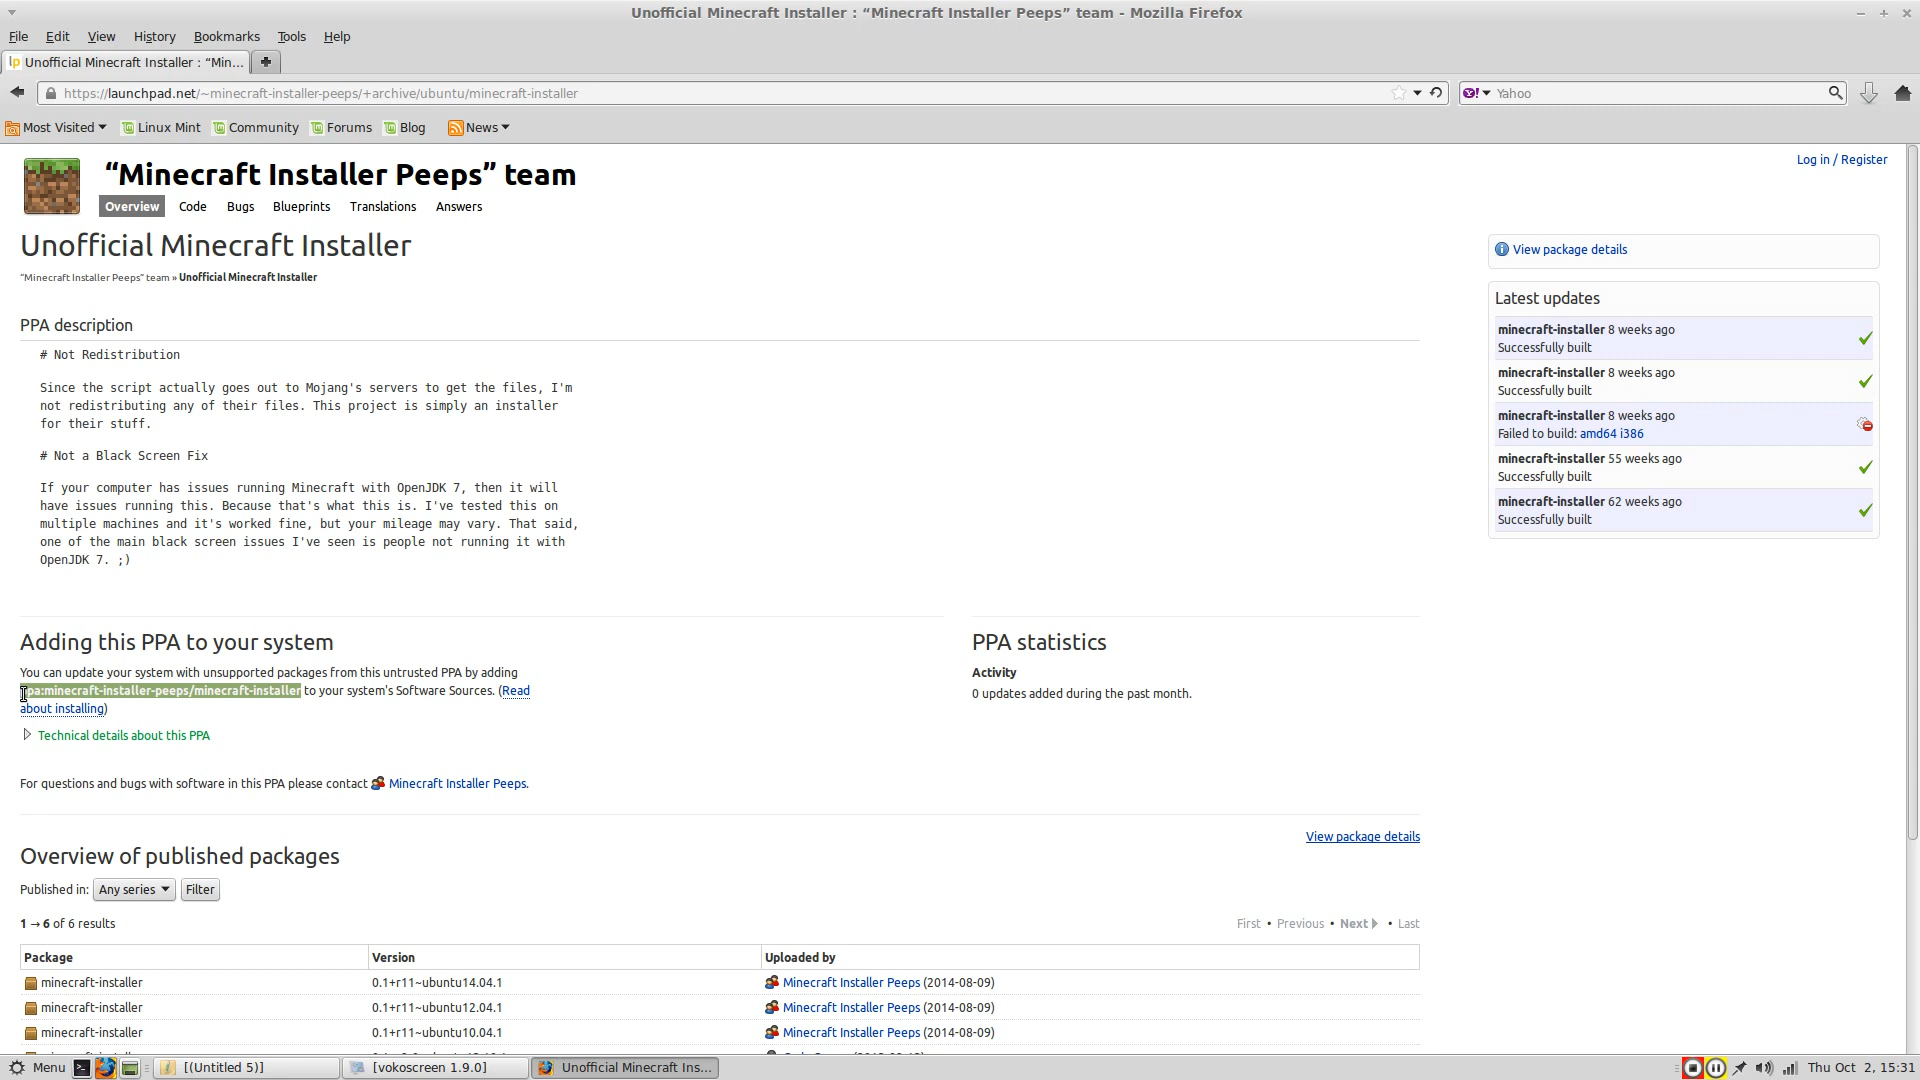 Unofficial Minecraft Installer : “Minecraft Installer Peeps” team - Mozilla Firefox
File Edit View History Bookmarks Tools Help
lp Unofficial Minecraft Installer : “Min...
https://launchpad.net/~minecraft-installer-peeps/+archive/ubuntu/minecraft-installer
Yahoo
Most Visited Linux Mint Community Forums Blog News
“Minecraft Installer Peeps” team
Log in / Register
Overview Code Bugs Blueprints Translations Answers
Unofficial Minecraft Installer
“Minecraft Installer Peeps” team » Unofficial Minecraft Installer
View package details
PPA description
# Not Redistribution
Since the script actually goes out to Mojang's servers to get the files, I'm
not redistributing any of their files. This project is simply an installer
for their stuff.
# Not a Black Screen Fix
If your computer has issues running Minecraft with OpenJDK 7, then it will
have issues running this. Because that's what this is. I've tested this on
multiple machines and it's worked fine, but your mileage may vary. That said,
one of the main black screen issues I've seen is people not running it with
OpenJDK 7. ;)
Latest updates
minecraft-installer 8 weeks ago
Successfully built
minecraft-installer 8 weeks ago
Successfully built
minecraft-installer 8 weeks ago
Failed to build: amd64 i386
minecraft-installer 55 weeks ago
Successfully built
minecraft-installer 62 weeks ago
Successfully built
Adding this PPA to your system
You can update your system with unsupported packages from this untrusted PPA by adding
ppa:minecraft-installer-peeps/minecraft-installer to your system's Software Sources. (Read
about installing)
Technical details about this PPA
For questions and bugs with software in this PPA please contact Minecraft Installer Peeps.
PPA statistics
Activity
0 updates added during the past month.
View package details
Overview of published packages
Published in: Any series Filter
1 → 6 of 6 results
First • Previous • Next • Last
Package Version Uploaded by
minecraft-installer 0.1+r11~ubuntu14.04.1 Minecraft Installer Peeps (2014-08-09)
minecraft-installer 0.1+r11~ubuntu12.04.1 Minecraft Installer Peeps (2014-08-09)
minecraft-installer 0.1+r11~ubuntu10.04.1 Minecraft Installer Peeps (2014-08-09)
Menu [(Untitled 5)] [vokoscreen 1.9.0] Unofficial Minecraft Ins... Thu Oct 2, 15:31